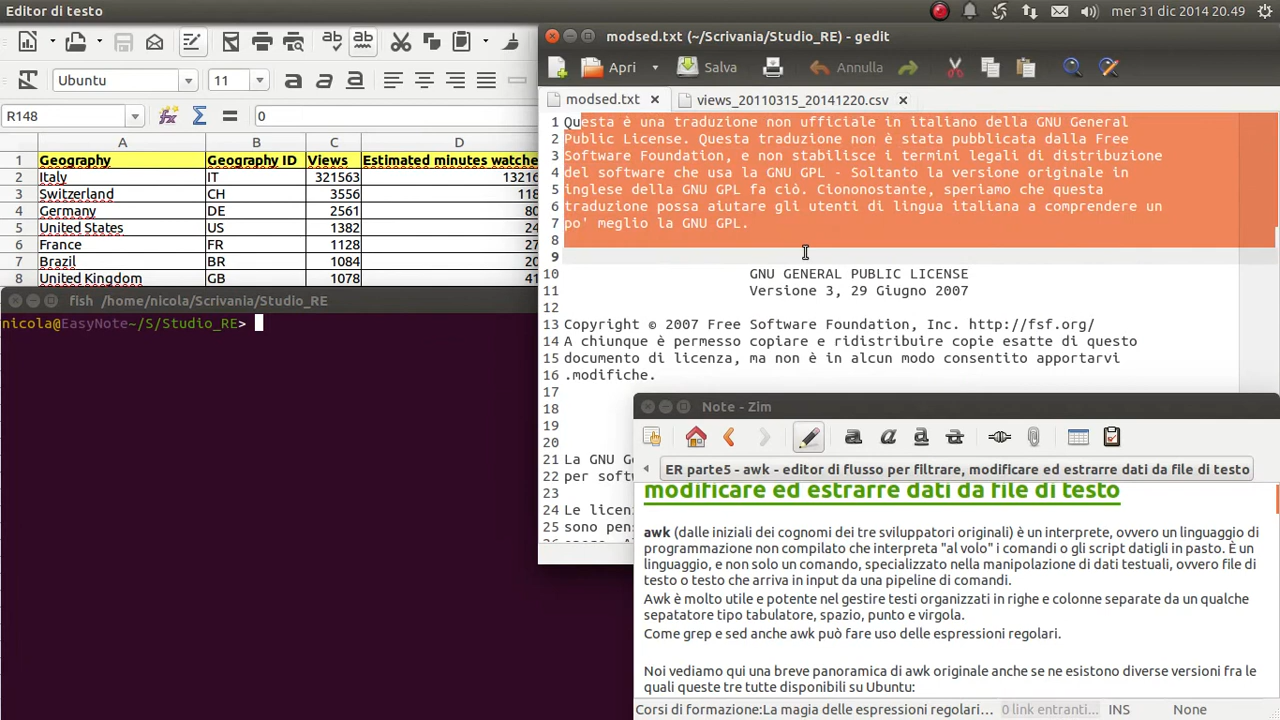 Editor di testo
mer 31 dic 2014 20.49
Ubuntu
11
R148
0
A B C D
1 Geography Geography ID Views Estimated minutes watche
2 Italy IT 321563 13216
3 Switzerland CH 3556 118
4 Germany DE 2561 80
5 United States US 1382 24
6 France FR 1128 27
7 Brazil BR 1084 20
8 United Kingdom GB 1078 41
fish /home/nicola/Scrivania/Studio_RE
nicola@EasyNote~/S/Studio_RE>
modsed.txt (~/Scrivania/Studio_RE) - gedit
Apri Salva Annulla
modsed.txt views_20110315_20141220.csv
1 Questa è una traduzione non ufficiale in italiano della GNU General
2 Public License. Questa traduzione non è stata pubblicata dalla Free
3 Software Foundation, e non stabilisce i termini legali di distribuzione
4 del software che usa la GNU GPL - Soltanto la versione originale in
5 inglese della GNU GPL fa ciò. Ciononostante, speriamo che questa
6 traduzione possa aiutare gli utenti di lingua italiana a comprendere un
7 po' meglio la GNU GPL.
8
9
10 GNU GENERAL PUBLIC LICENSE
11 Versione 3, 29 Giugno 2007
12
13 Copyright © 2007 Free Software Foundation, Inc. http://fsf.org/
14 A chiunque è permesso copiare e ridistribuire copie esatte di questo
15 documento di licenza, ma non è in alcun modo consentito apportarvi
16 .modifiche.
17
18
19
20
21 La GNU Ge
22 per softw
23
24 Le licenz
25 sono pens
Note - Zim
ER parte5 - awk - editor di flusso per filtrare, modificare ed estrarre dati da file di testo
modificare ed estrarre dati da file di testo
awk (dalle iniziali dei cognomi dei tre sviluppatori originali) è un interprete, ovvero un linguaggio di
programmazione non compilato che interpreta "al volo" i comandi o gli script datigli in pasto. È un
linguaggio, e non solo un comando, specializzato nella manipolazione di dati testuali, ovvero file di
testo o testo che arriva in input da una pipeline di comandi.
Awk è molto utile e potente nel gestire testi organizzati in righe e colonne separate da un qualche
sepatatore tipo tabulatore, spazio, punto e virgola.
Come grep e sed anche awk può fare uso delle espressioni regolari.
Noi vediamo qui una breve panoramica di awk originale anche se ne esistono diverse versioni fra le
quali queste tre tutte disponibili su Ubuntu:
Corsi di formazione:La magia delle espressioni regolari... 0 link entranti... INS None